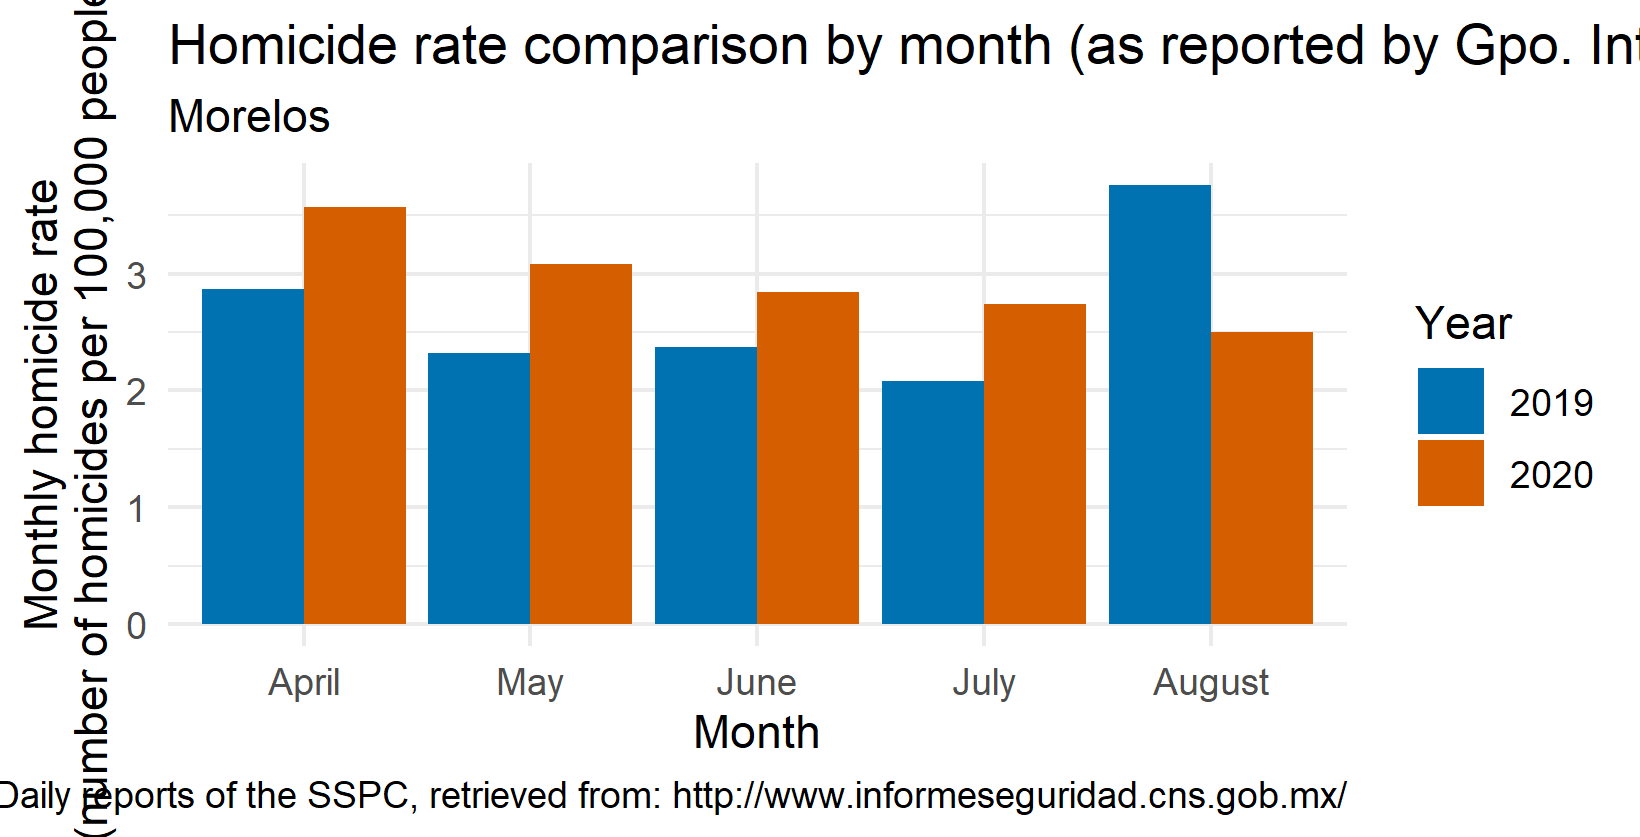 Homicide rate comparison by month (as reported by Gpo.
Morelos
Monthly homicide rate
(number of homicides per 100,000 people
3
2
1
0
April
May
June
July
August
Month
Year
2019
2020
Daily reports of the SSPC, retrieved from: http://www.informeseguridad.cns.gob.mx/